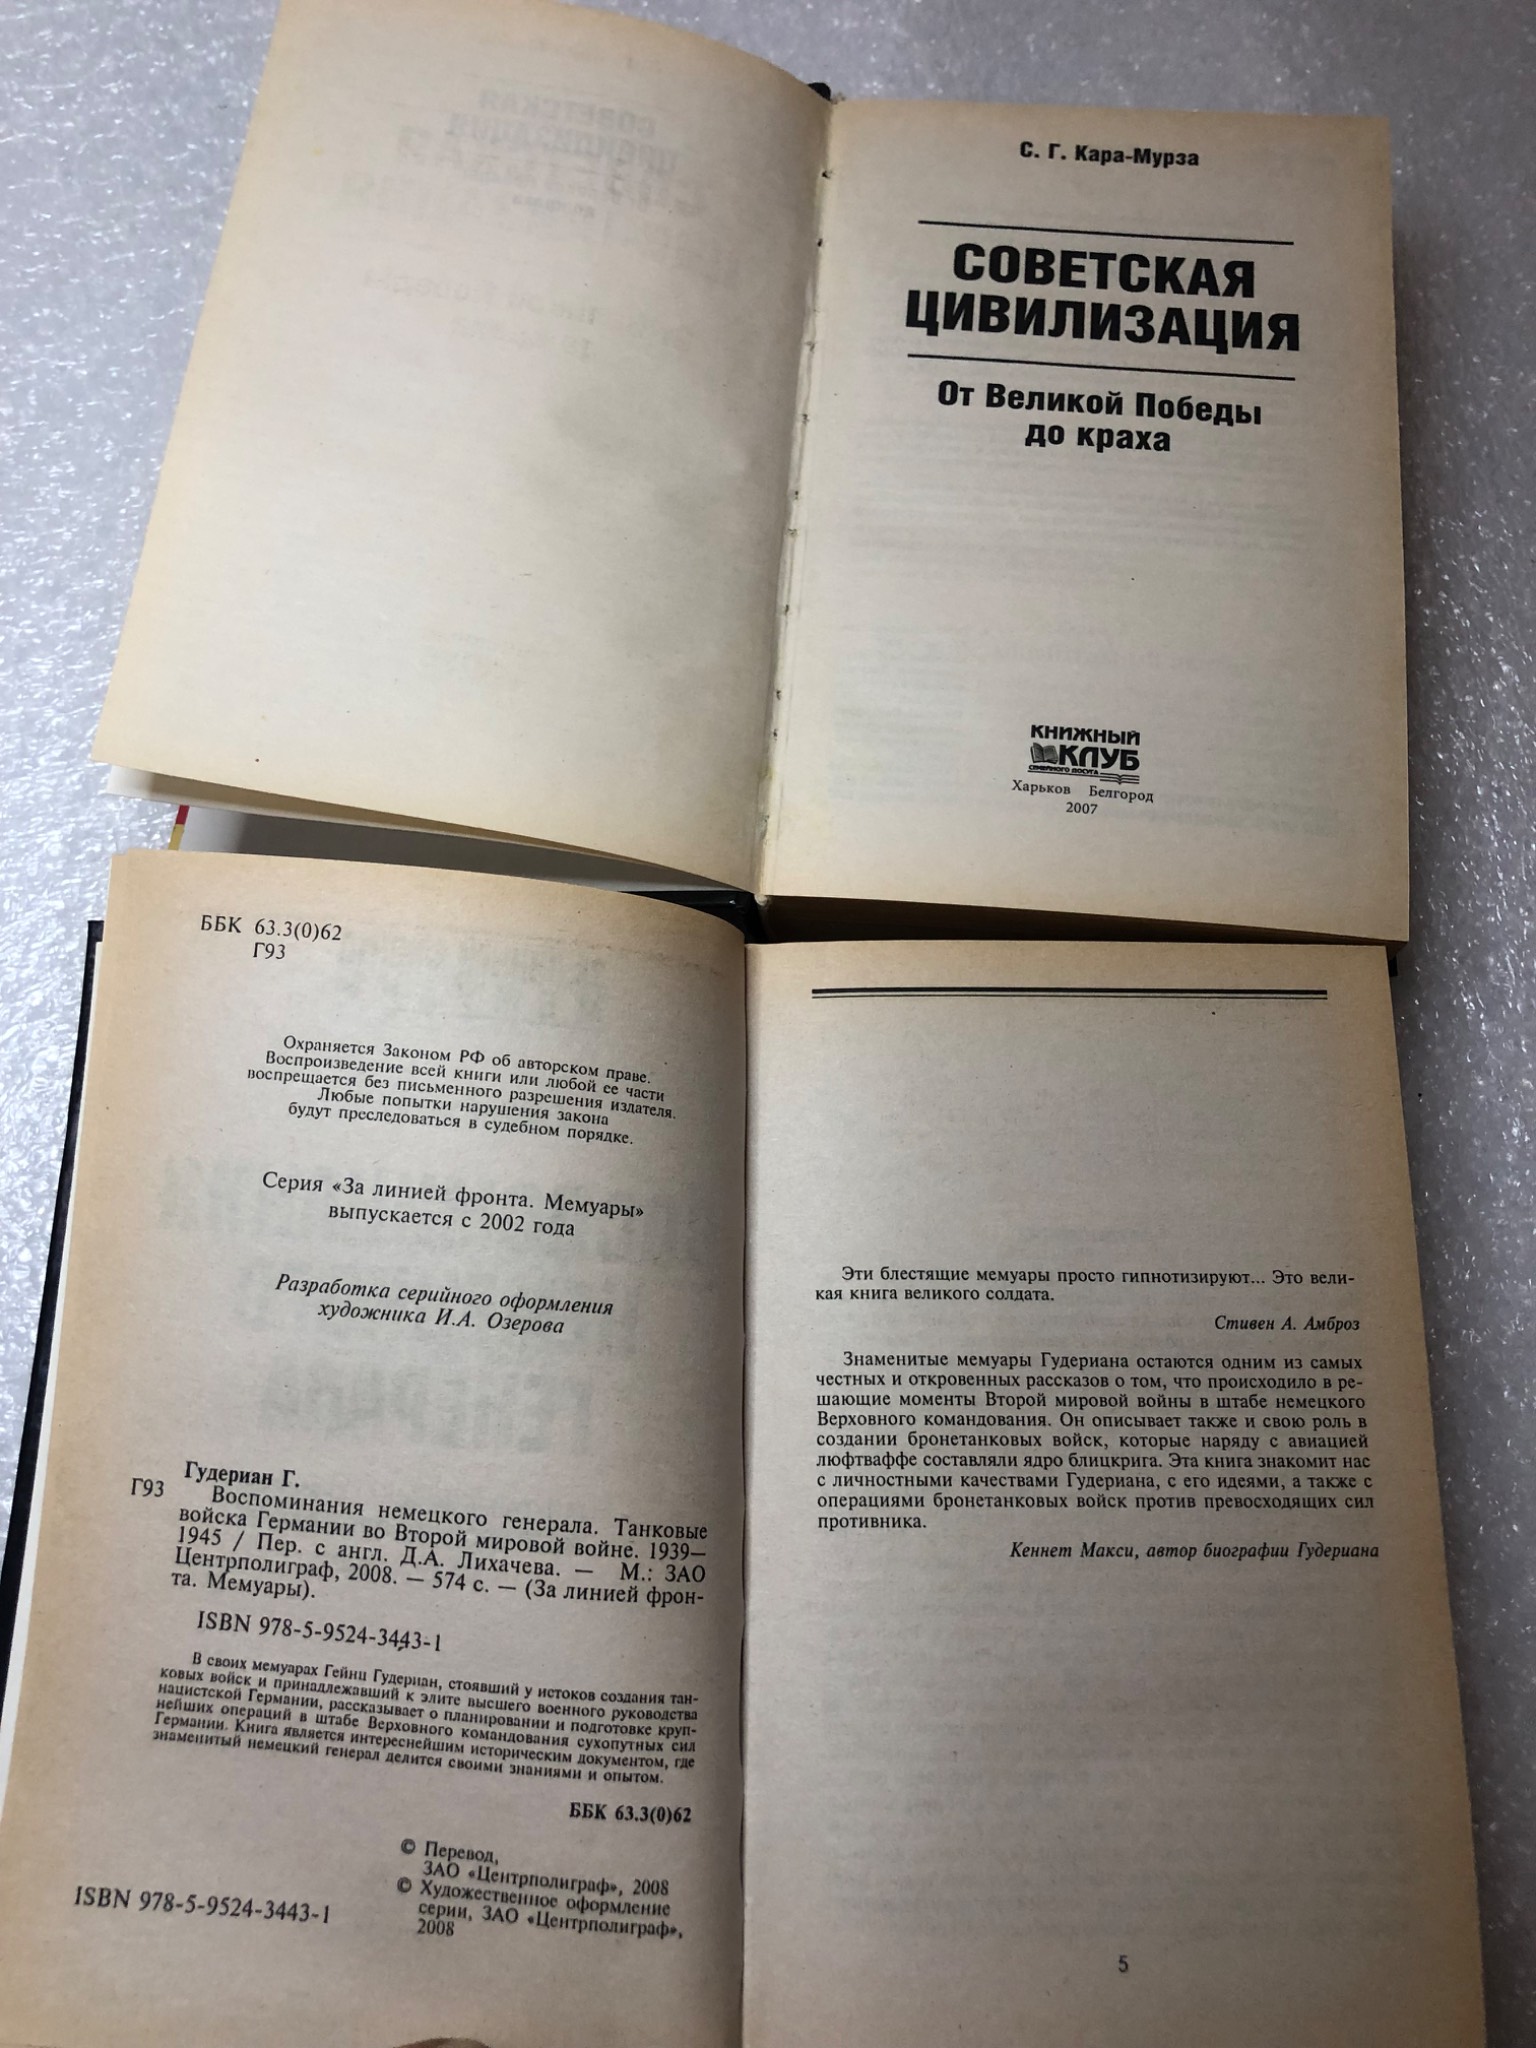 С. Г. Кара-Мурза
СОВЕТСКАЯ
ЦИВИЛИЗАЦИЯ
От Великой Победы
до краха
КНИЖНЫЙ
КЛУБ
СЕМЕЙНОГО ДОСУГА
Харьков Белгород
2007
ББК 63.3(0)62
Г93
Охраняется Законом РФ об авторском праве.
Воспроизведение всей книги или любой ее части
воспрещается без письменного разрешения издателя.
Любые попытки нарушения закона
будут преследоваться в судебном порядке.
Серия «За линией фронта. Мемуары»
выпускается с 2002 года
Разработка серийного оформления
художника И.А. Озерова
Гудериан Г.
Г93 Воспоминания немецкого генерала. Танковые
войска Германии во Второй мировой войне. 1939—
1945 / Пер. с англ. Д.А. Лихачева. — М.: ЗАО
Центрполиграф, 2008. — 574 с. — (За линией фрон-
та. Мемуары).
ISBN 978-5-9524-3443-1
В своих мемуарах Гейнц Гудериан, стоявший у истоков создания тан-
ковых войск и принадлежавший к элите высшего военного руководства
нацистской Германии, рассказывает о планировании и подготовке круп-
нейших операций в штабе Верховного командования сухопутных сил
Германии. Книга является интереснейшим историческим документом, где
знаменитый немецкий генерал делится своими знаниями и опытом.
ББК 63.3(0)62
© Перевод,
ЗАО «Центрполиграф», 2008
© Художественное оформление
серии, ЗАО «Центрполиграф»,
2008
ISBN 978-5-9524-3443-1
Эти блестящие мемуары просто гипнотизируют... Это вели-
кая книга великого солдата.
Стивен А. Амброз
Знаменитые мемуары Гудериана остаются одним из самых
честных и откровенных рассказов о том, что происходило в ре-
шающие моменты Второй мировой войны в штабе немецкого
Верховного командования. Он описывает также и свою роль в
создании бронетанковых войск, которые наряду с авиацией
люфтваффе составляли ядро блицкрига. Эта книга знакомит нас
с личностными качествами Гудериана, с его идеями, а также с
операциями бронетанковых войск против превосходящих сил
противника.
Кеннет Макси, автор биографии Гудериана
5